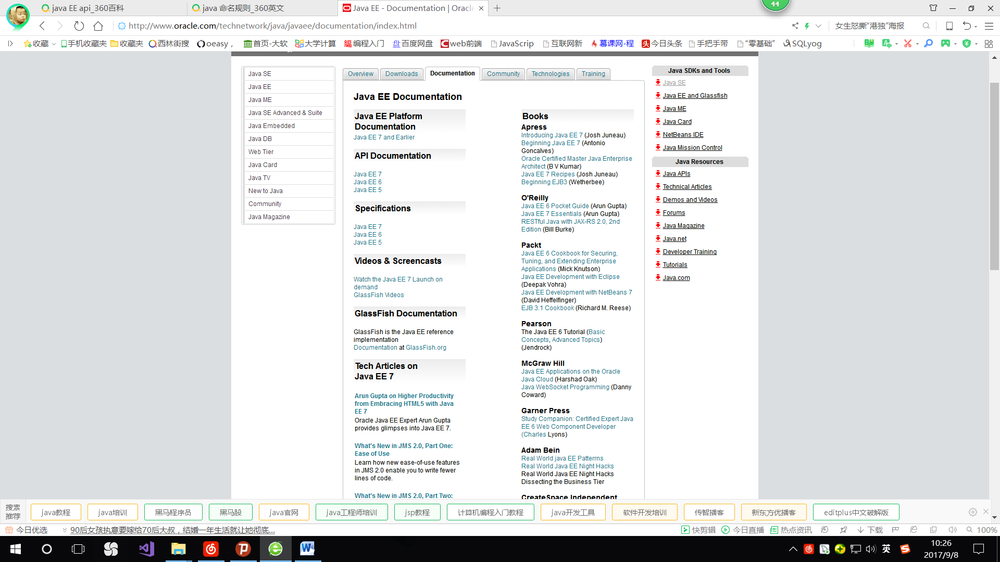 java EE api_360百科
java 命名规则_360英文
Java EE - Documentation | Oracle
44
http://www.oracle.com/technetwork/java/javaee/documentation/index.html
女生怒撕“港独”海报
收藏
手机收藏夹
收藏夹
西林街搜
oeasy ,
首页-大软
大学计算
编程入门
百度网盘
web前端
JavaScrip
互联网新
慕课网-程
今日头条
手把手带
“零基础”
SQLyog
Java SE
Java EE
Java ME
Java SE Advanced & Suite
Java Embedded
Java DB
Web Tier
Java Card
Java TV
New to Java
Community
Java Magazine
Overview
Downloads
Documentation
Community
Technologies
Training
Java EE Documentation
Java EE Platform
Documentation
Java EE 7 and Earlier
API Documentation
Java EE 7
Java EE 6
Java EE 5
Specifications
Java EE 7
Java EE 6
Java EE 5
Videos & Screencasts
Watch the Java EE 7 Launch on
demand
GlassFish Videos
GlassFish Documentation
GlassFish is the Java EE reference
implementation
Documentation at GlassFish.org
Tech Articles on
Java EE 7
Arun Gupta on Higher Productivity
from Embracing HTML5 with Java
EE 7
Oracle Java EE Expert Arun Gupta
provides glimpses into Java EE 7.
What's New in JMS 2.0, Part One:
Ease of Use
Learn how new ease-of-use features
in JMS 2.0 enable you to write fewer
lines of code.
What's New in JMS 2.0, Part Two:
Books
Apress
Introducing Java EE 7 (Josh Juneau)
Beginning Java EE 7 (Antonio
Goncalves)
Oracle Certified Master Java Enterprise
Architect (B V Kumar)
Java EE 7 Recipes (Josh Juneau)
Beginning EJB3 (Wetherbee)
O'Reilly
Java EE 6 Pocket Guide (Arun Gupta)
Java EE 7 Essentials (Arun Gupta)
RESTful Java with JAX-RS 2.0, 2nd
Edition (Bill Burke)
Packt
Java EE 6 Cookbook for Securing,
Tuning, and Extending Enterprise
Applications (Mick Knutson)
Java EE Development with Eclipse
(Deepak Vohra)
Java EE Development with NetBeans 7
(David Heffelfinger)
EJB 3.1 Cookbook (Richard M. Reese)
Pearson
The Java EE 6 Tutorial (Basic
Concepts, Advanced Topics)
(Jendrock)
McGraw Hill
Java EE Applications on the Oracle
Java Cloud (Harshad Oak)
Java WebSocket Programming (Danny
Coward)
Garner Press
Study Companion: Certified Expert Java
EE 6 Web Component Developer
(Charles Lyons)
Adam Bein
Real World java EE Patterrns
Real World Java EE Night Hacks
Real World Java EE Night Hacks
Dissecting the Business Tier
CreateSpace Independent
Java SDKs and Tools
Java SE
Java EE and Glassfish
Java ME
Java Card
NetBeans IDE
Java Mission Control
Java Resources
Java APIs
Technical Articles
Demos and Videos
Forums
Java Magazine
Java.net
Developer Training
Tutorials
Java.com
搜索
推荐
java教程
java培训
黑马程序员
黑马股
java官网
java工程师培训
jsp教程
计算机编程入门教程
java开发工具
软件开发培训
传智播客
新东方优播客
editplus中文破解版
今日优选
90后女孩执意要嫁给70后大叔，结婚一年生活就让她彻底...
快剪辑
今日直播
热点资讯
下载
100%
英
10:26
2017/9/8